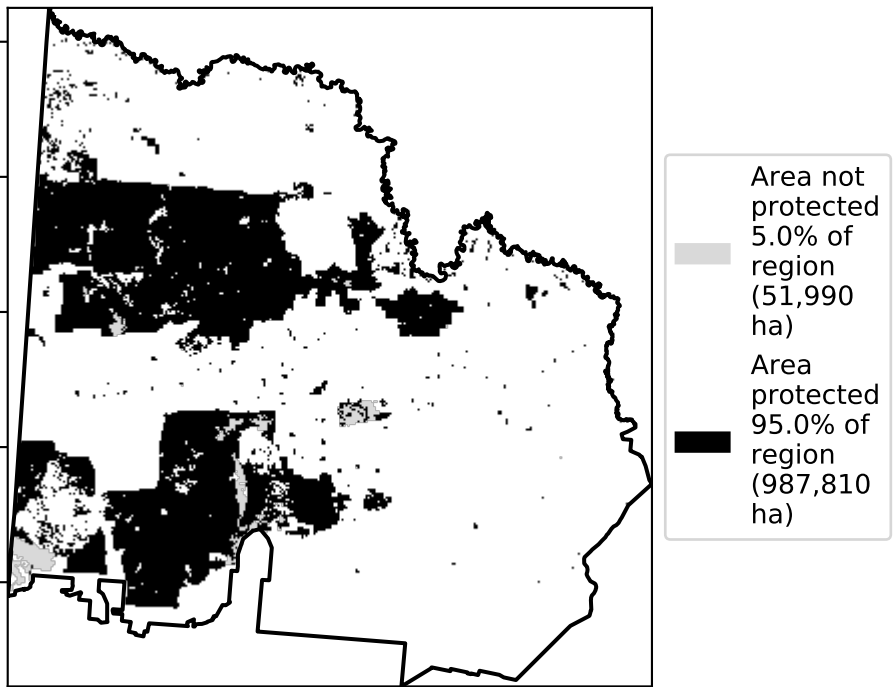 Area not
protected
5.0% of
region
(51,990
ha)
Area
protected
95.0% of
region
(987,810
ha)